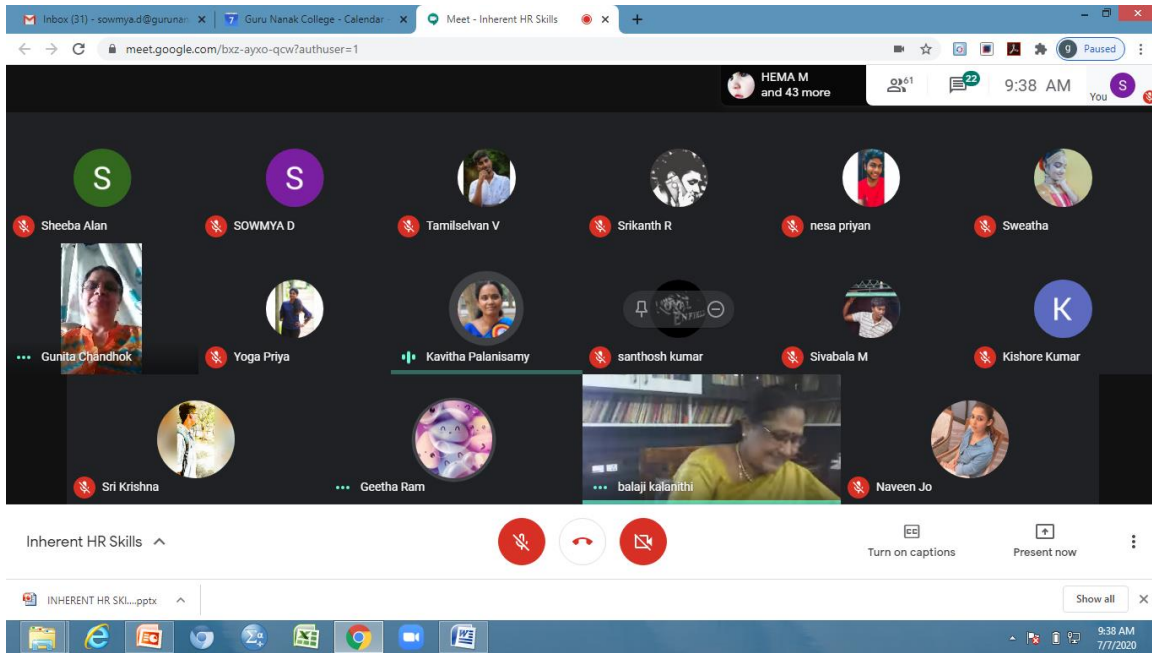 Inbox (31) - sowmya.d@gurunan
Guru Nanak College - Calendar -
Meet - Inherent HR Skills
meet.google.com/bxz-ayxo-qcw?authuser=1
g Paused
HEMA M
and 43 more
61
22
9:38 AM
You S
S
S
Sheeba Alan
SOWMYA D
Tamilselvan V
Srikanth R
nesa priyan
Sweatha
K
Gunita Chandhok
Yoga Priya
Kavitha Palanisamy
santhosh kumar
Sivabala M
Kishore Kumar
Sri Krishna
Geetha Ram
balaji kalanithi
Naveen Jo
Inherent HR Skills
CC
Turn on captions
Present now
INHERENT HR SKI....pptx
Show all
9:38 AM
7/7/2020